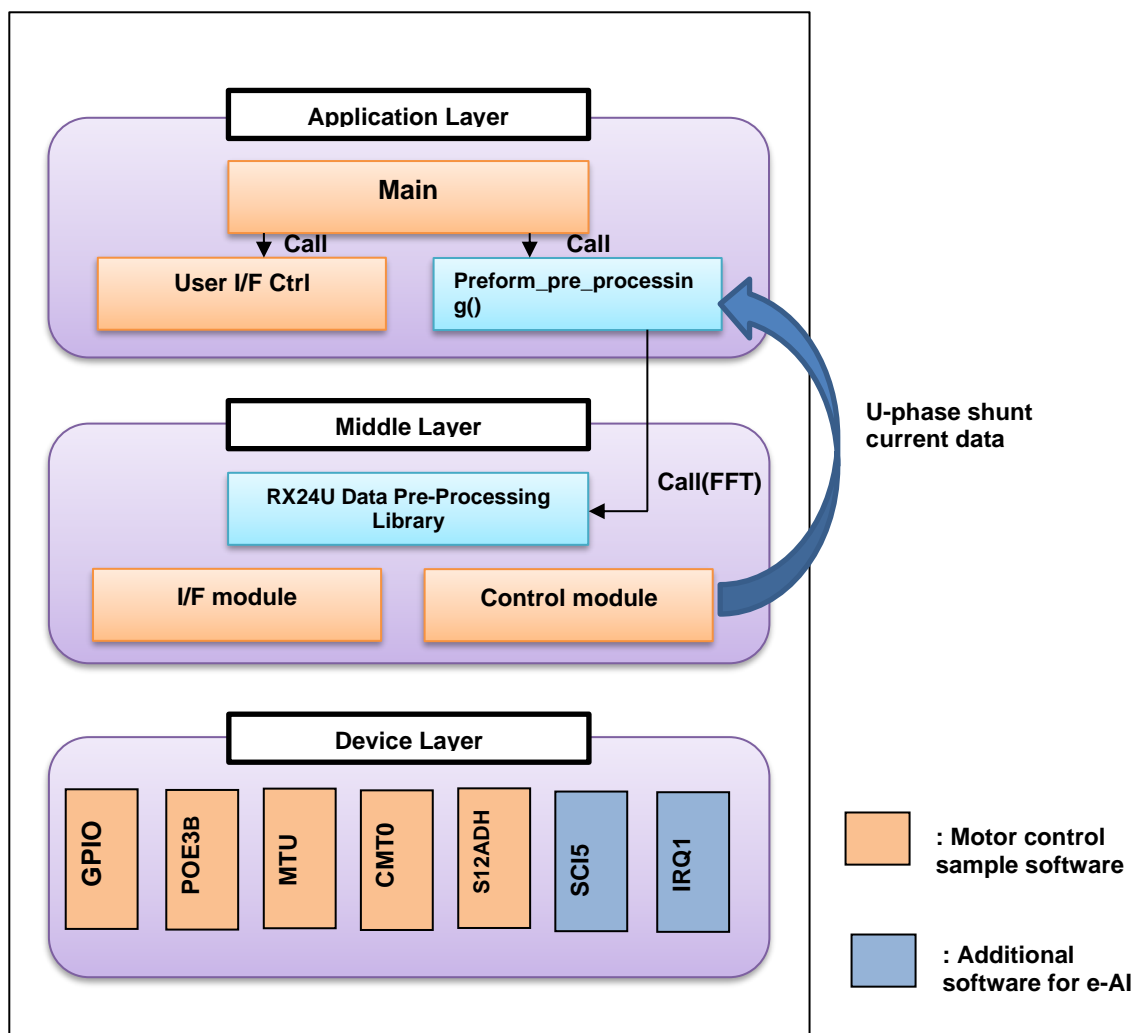 Application Layer
Main
Call
Call
User I/F Ctrl
Preform_pre_processin
g()
U-phase shunt
current data
Middle Layer
RX24U Data Pre-Processing
Library
Call(FFT)
I/F module
Control module
Device Layer
GPIO
POE3B
MTU
CMT0
S12ADH
SCI5
IRQ1
: Motor control
sample software
: Additional
software for e-AI